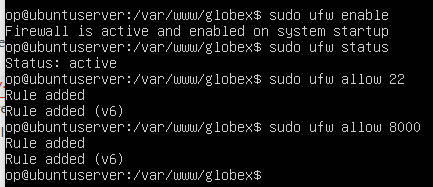 op@ubuntuserver:/var/www/globex$ sudo ufw enable
Firewall is active and enabled on system startup
op@ubuntuserver:/var/www/globex$ sudo ufw status
Status: active
op@ubuntuserver:/var/www/globex$ sudo ufw allow 22
Rule added
Rule added (v6)
op@ubuntuserver:/var/www/globex$ sudo ufw allow 8000
Rule added
Rule added (v6)
op@ubuntuserver:/var/www/globex$